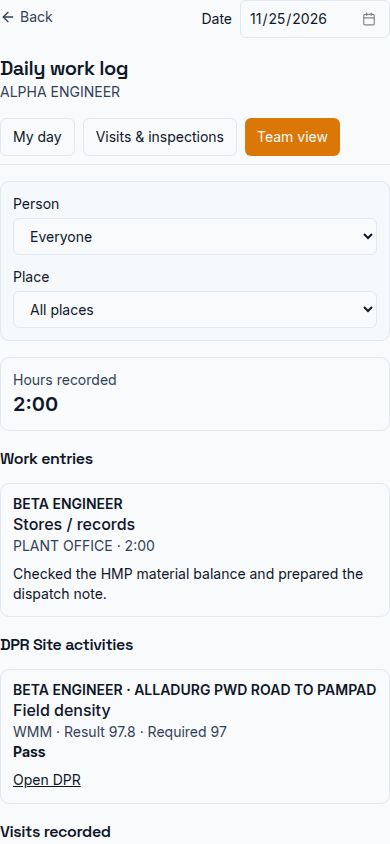 ← Back
Date 11/25/2026
Daily work log
ALPHA ENGINEER
My day
Visits & inspections
Team view
Person
Everyone
Place
All places
Hours recorded
2:00
Work entries
BETA ENGINEER
Stores / records
PLANT OFFICE · 2:00
Checked the HMP material balance and prepared the
dispatch note.
DPR Site activities
BETA ENGINEER · ALLADURG PWD ROAD TO PAMPAD
Field density
WMM · Result 97.8 · Required 97
Pass
Open DPR
Visits recorded